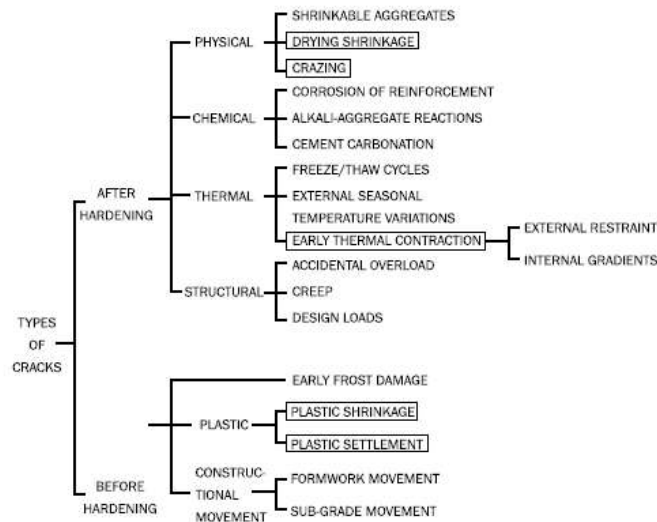 SHRINKABLE AGGREGATES
PHYSICAL
DRYING SHRINKAGE
CRAZING
CORROSION OF REINFORCEMENT
CHEMICAL
ALKALI-AGGREGATE REACTIONS
CEMENT CARBONATION
FREEZE/THAW CYCLES
AFTER
HARDENING
THERMAL
EXTERNAL SEASONAL
TEMPERATURE VARIATIONS
EARLY THERMAL CONTRACTION
EXTERNAL RESTRAINT
INTERNAL GRADIENTS
ACCIDENTAL OVERLOAD
STRUCTURAL
CREEP
DESIGN LOADS
TYPES
OF
CRACKS
EARLY FROST DAMAGE
PLASTIC
PLASTIC SHRINKAGE
PLASTIC SETTLEMENT
BEFORE
HARDENING
CONSTRUC-
TIONAL
MOVEMENT
FORMWORK MOVEMENT
SUB-GRADE MOVEMENT